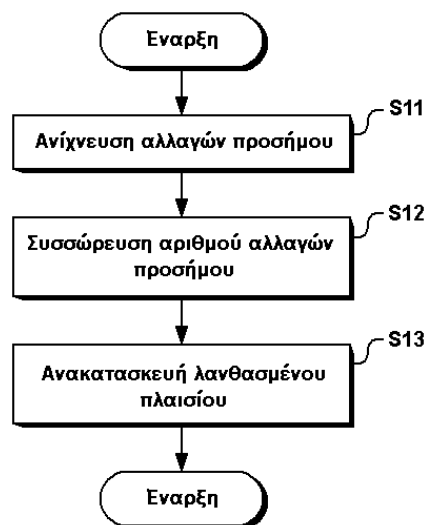 Έναρξη
S11
Ανίχνευση αλλαγών προσήμου
S12
Συσσώρευση αριθμού αλλαγών
προσήμου
S13
Ανακατασκευή λανθασμένου
πλαισίου
Έναρξη